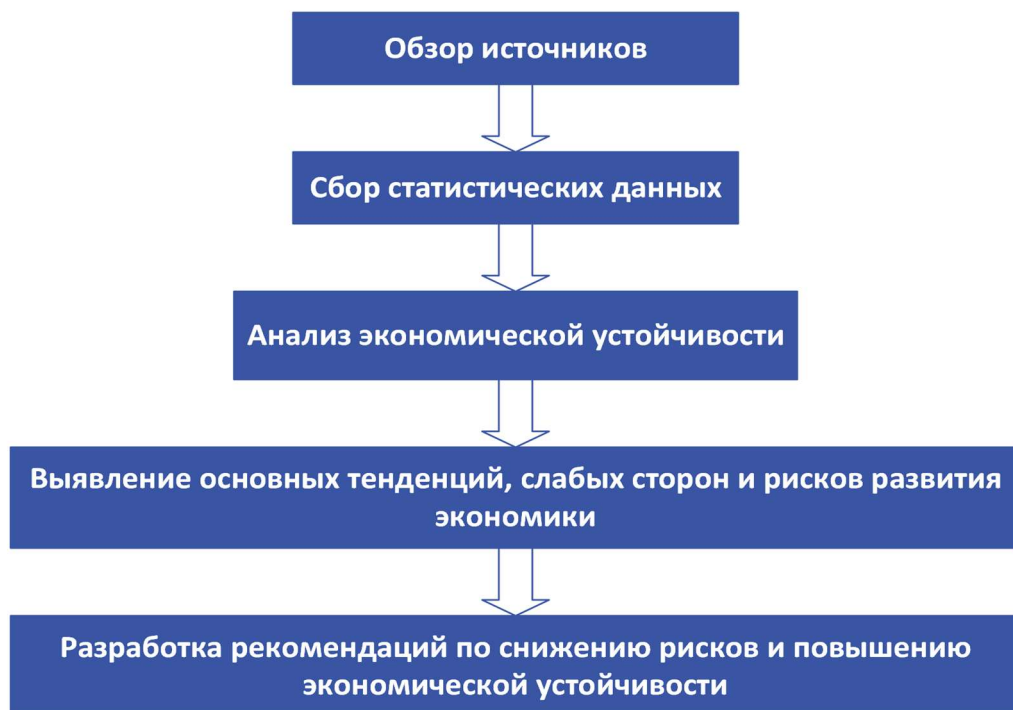 Обзор источников
Сбор статистических данных
Анализ экономической устойчивости
Выявление основных тенденций, слабых сторон и рисков развития
экономики
Разработка рекомендаций по снижению рисков и повышению
экономической устойчивости